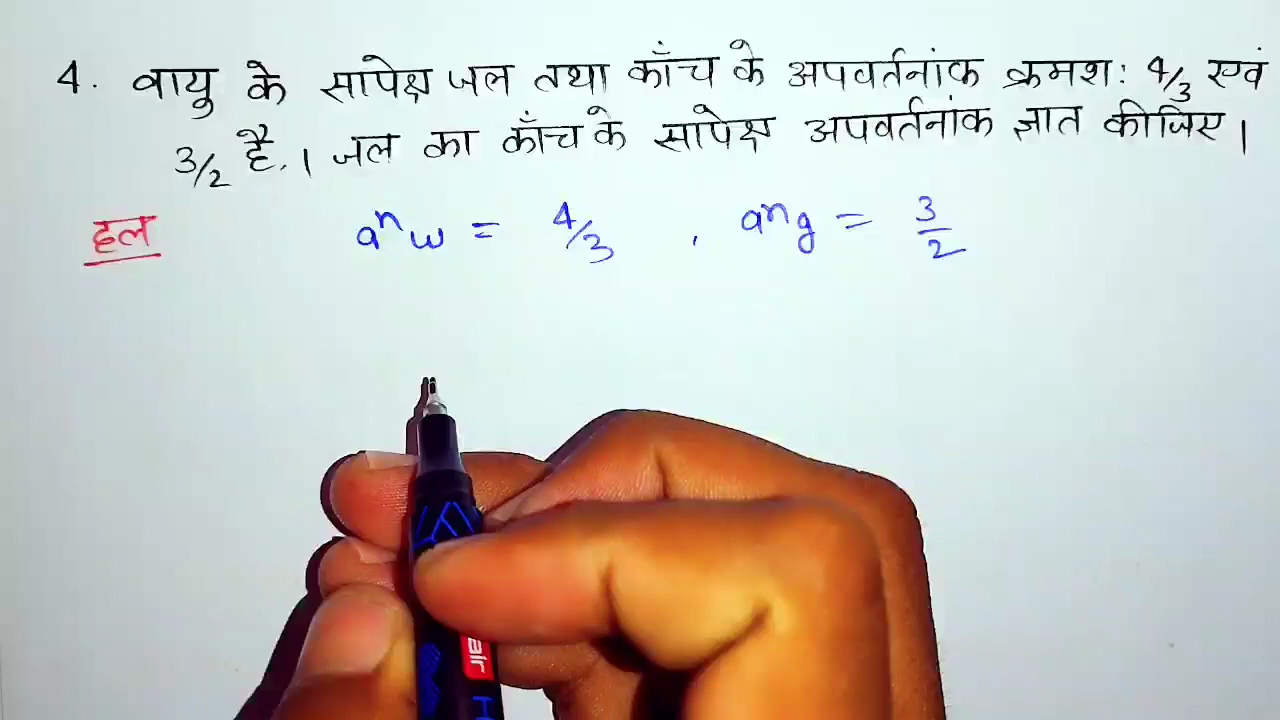 4. वायु के सापेक्ष जल तथा काँच के अपवर्तनांक क्रमशः 4/3 एवं
3/2 है.। जल का काँच के सापेक्ष अपवर्तनांक ज्ञात कीजिए।
हल anw = 4/3 , ang = 3/2
air